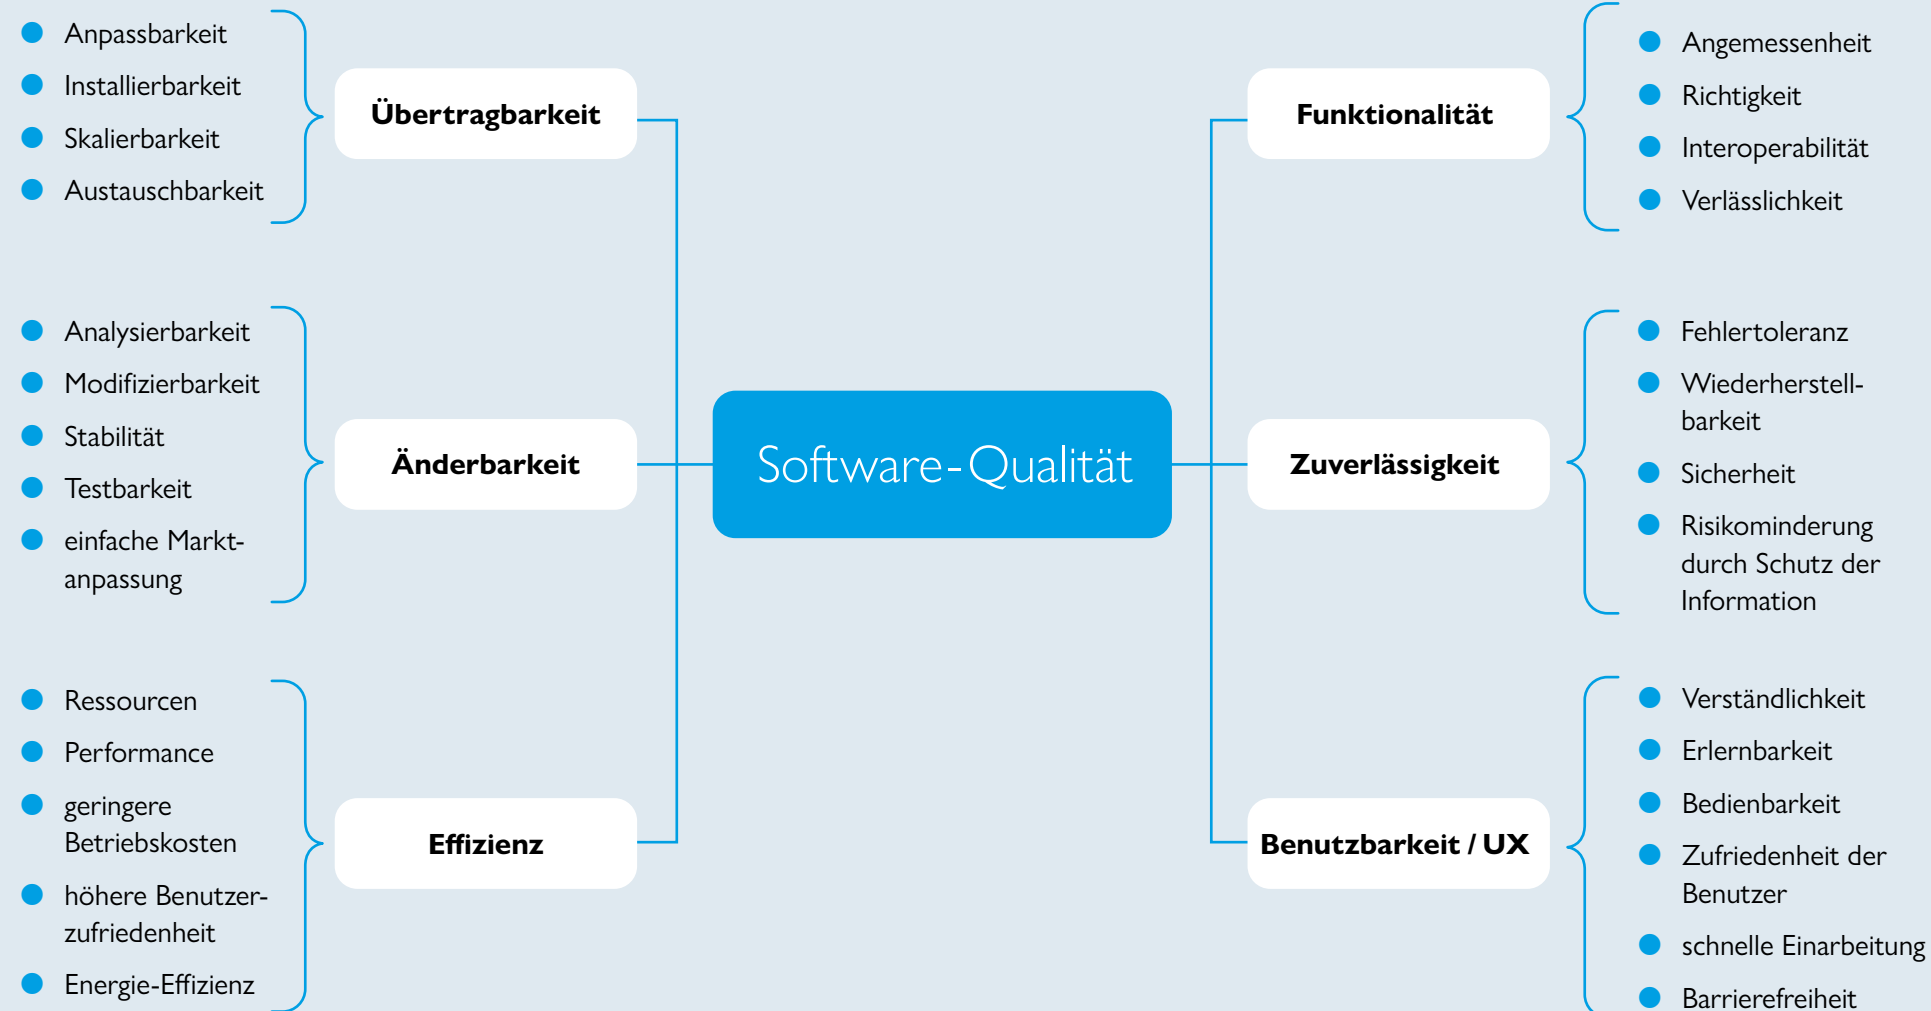 Anpassbarkeit
Installierbarkeit
Skalierbarkeit
Austauschbarkeit
Übertragbarkeit
Analysierbarkeit
Modifizierbarkeit
Stabilität
Testbarkeit
einfache Markt-
anpassung
Änderbarkeit
Ressourcen
Performance
geringere
Betriebskosten
höhere Benutzer-
zufriedenheit
Energie-Effizienz
Effizienz
Software-Qualität
Funktionalität
Angemessenheit
Richtigkeit
Interoperabilität
Verlässlichkeit
Zuverlässigkeit
Fehlertoleranz
Wiederherstell-
barkeit
Sicherheit
Risikominderung
durch Schutz der
Information
Benutzbarkeit / UX
Verständlichkeit
Erlernbarkeit
Bedienbarkeit
Zufriedenheit der
Benutzer
schnelle Einarbeitung
Barrierefreiheit